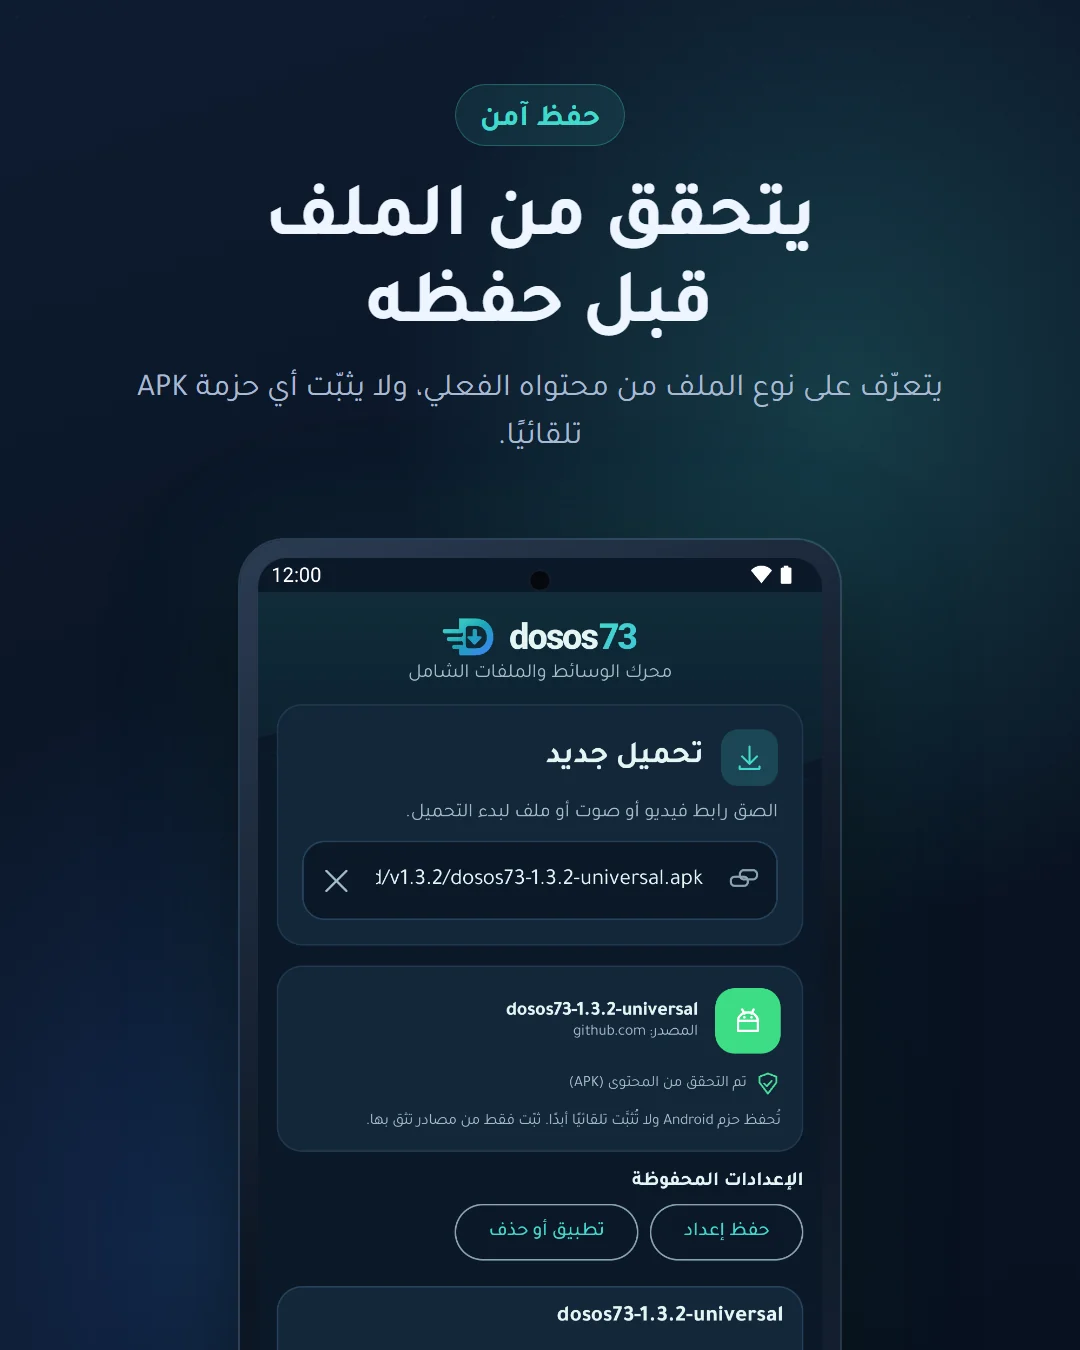 حفظ آمن
يتحقق من الملف
قبل حفظه
يتعرّف على نوع الملف من محتواه الفعلي، ولا يثبّت أي حزمة APK
تلقائيًا.
12:00
dosos73
محرك الوسائط والملفات الشامل
تحميل جديد
الصق رابط فيديو أو صوت أو ملف لبدء التحميل.
d/v1.3.2/dosos73-1.3.2-universal.apk
dosos73-1.3.2-universal
المصدر: github.com
تم التحقق من المحتوى (APK)
تُحفظ حزم Android ولا تُثبَّت تلقائيًا أبدًا. ثبّت فقط من مصادر تثق بها.
الإعدادات المحفوظة
حفظ إعداد
تطبيق أو حذف
dosos73-1.3.2-universal